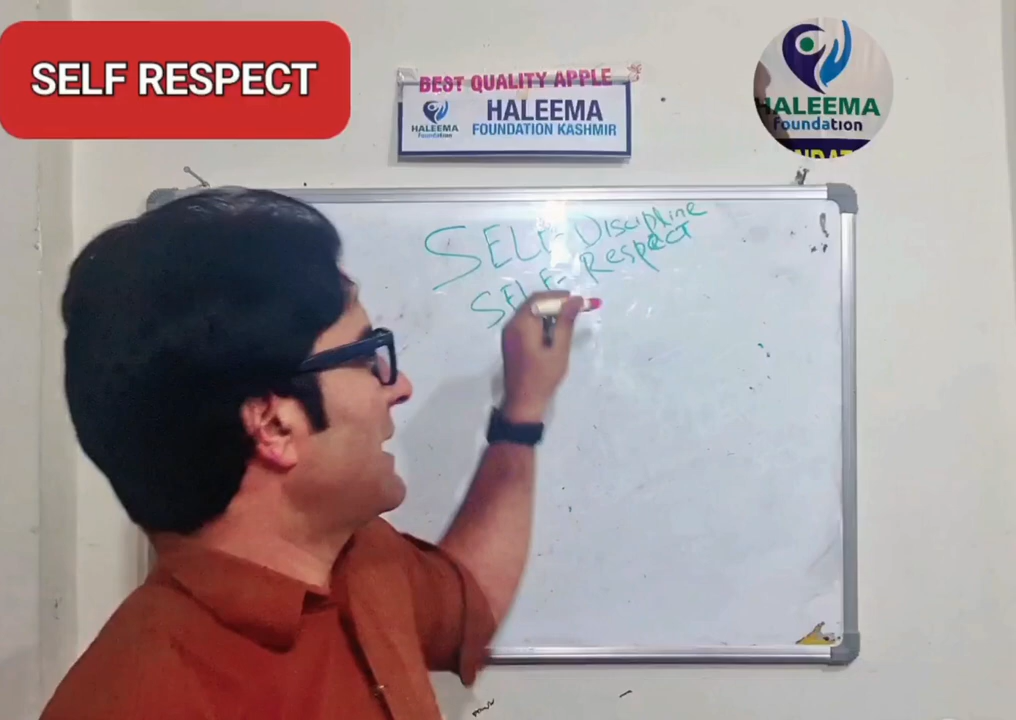 SELF RESPECT
BEST QUALITY APPLE
HALEEMA
foundation
HALEEMA
FOUNDATION KASHMIR
HALEEMA
foundation
SELF-Discipline
SELF-Respect